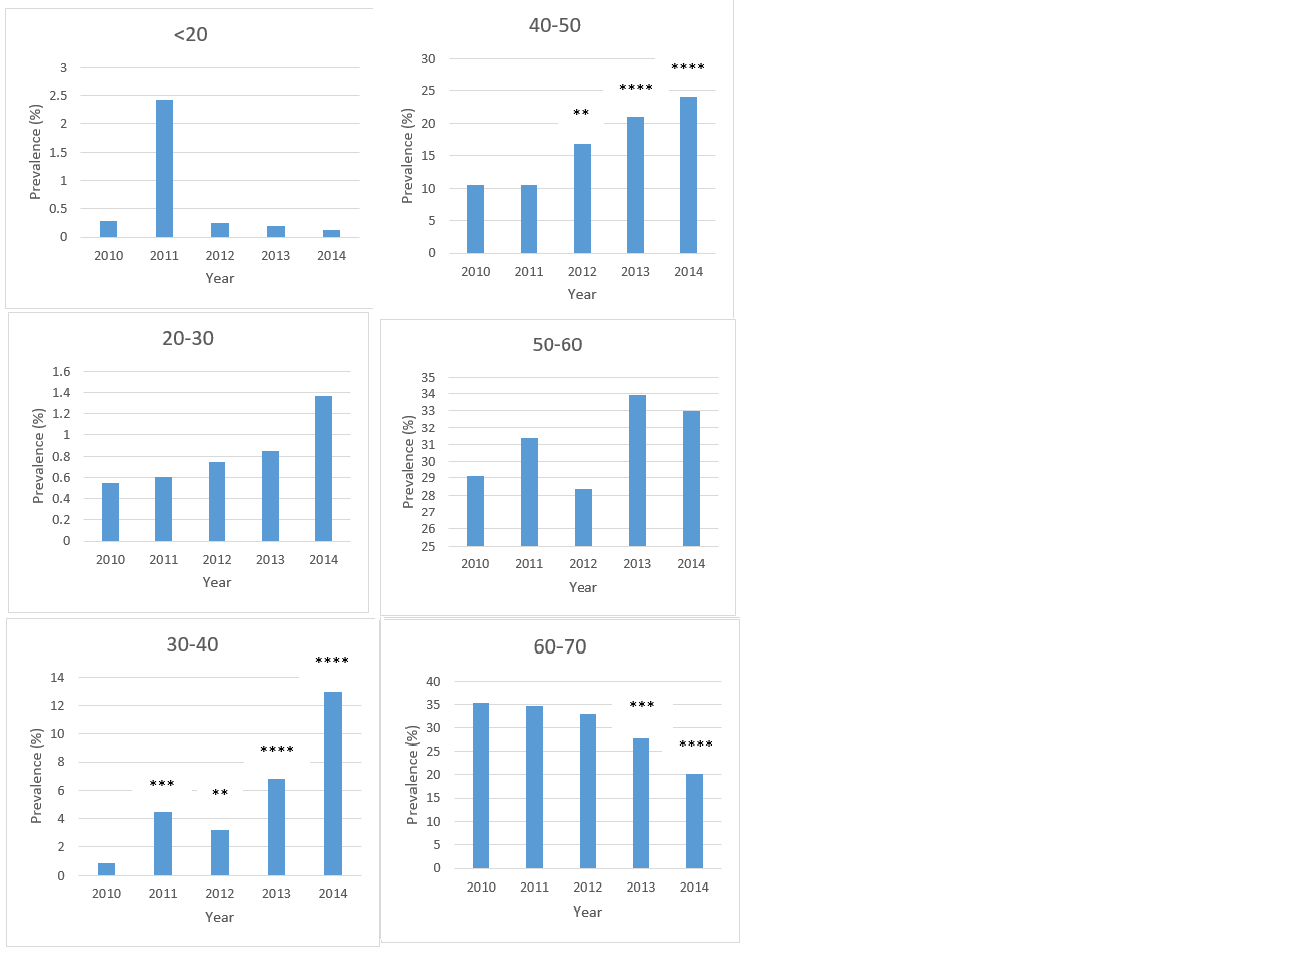 <20
Prevalence (%)
3
2.5
2
1.5
1
0.5
0
2010 2011 2012 2013 2014
Year
40-50
Prevalence (%)
30
25
20
15
10
5
0
** **** ****
2010 2011 2012 2013 2014
Year
20-30
Prevalence (%)
1.6
1.4
1.2
1
0.8
0.6
0.4
0.2
0
2010 2011 2012 2013 2014
Year
50-60
Prevalence (%)
35
34
33
32
31
30
29
28
27
26
25
2010 2011 2012 2013 2014
Year
30-40
Prevalence (%)
14
12
10
8
6
4
2
0
*** ** **** ****
2010 2011 2012 2013 2014
Year
60-70
Prevalence (%)
40
35
30
25
20
15
10
5
0
*** ****
2010 2011 2012 2013 2014
Year